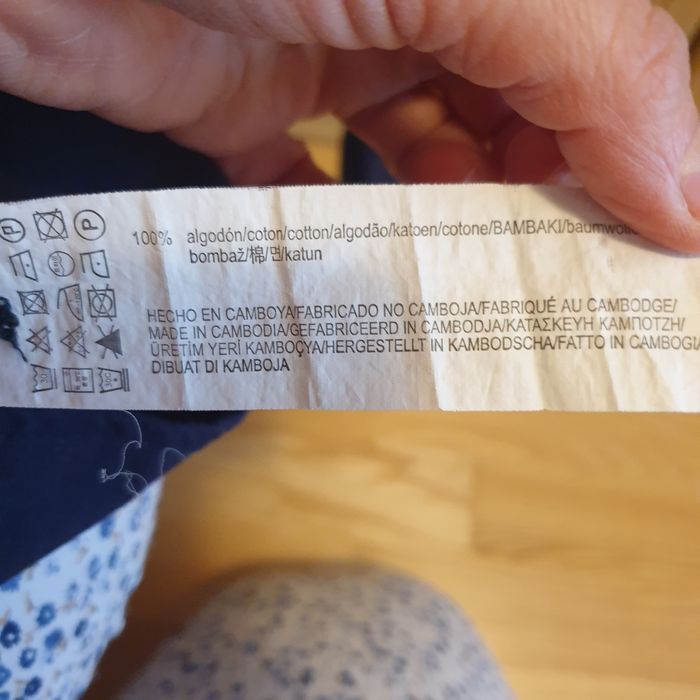 P P
100% algodón/coton/cotton/algodão/katoen/cotone/BAMBAKI/baumwolle
bombaž/棉/면/katun
HECHO EN CAMBOYA/FABRICADO NO CAMBOJA/FABRIQUÉ AU CAMBODGE/
MADE IN CAMBODIA/GEFABRICEERD IN CAMBODJA/ΚΑΤΑΣΚΕΥΗ ΚΑΜΠΟΤΖΗ/
ÜRETİM YERİ KAMBOÇYA/HERGESTELLT IN KAMBODSCHA/FATTO IN CAMBOGIA/
DIBUAT DI KAMBOJA